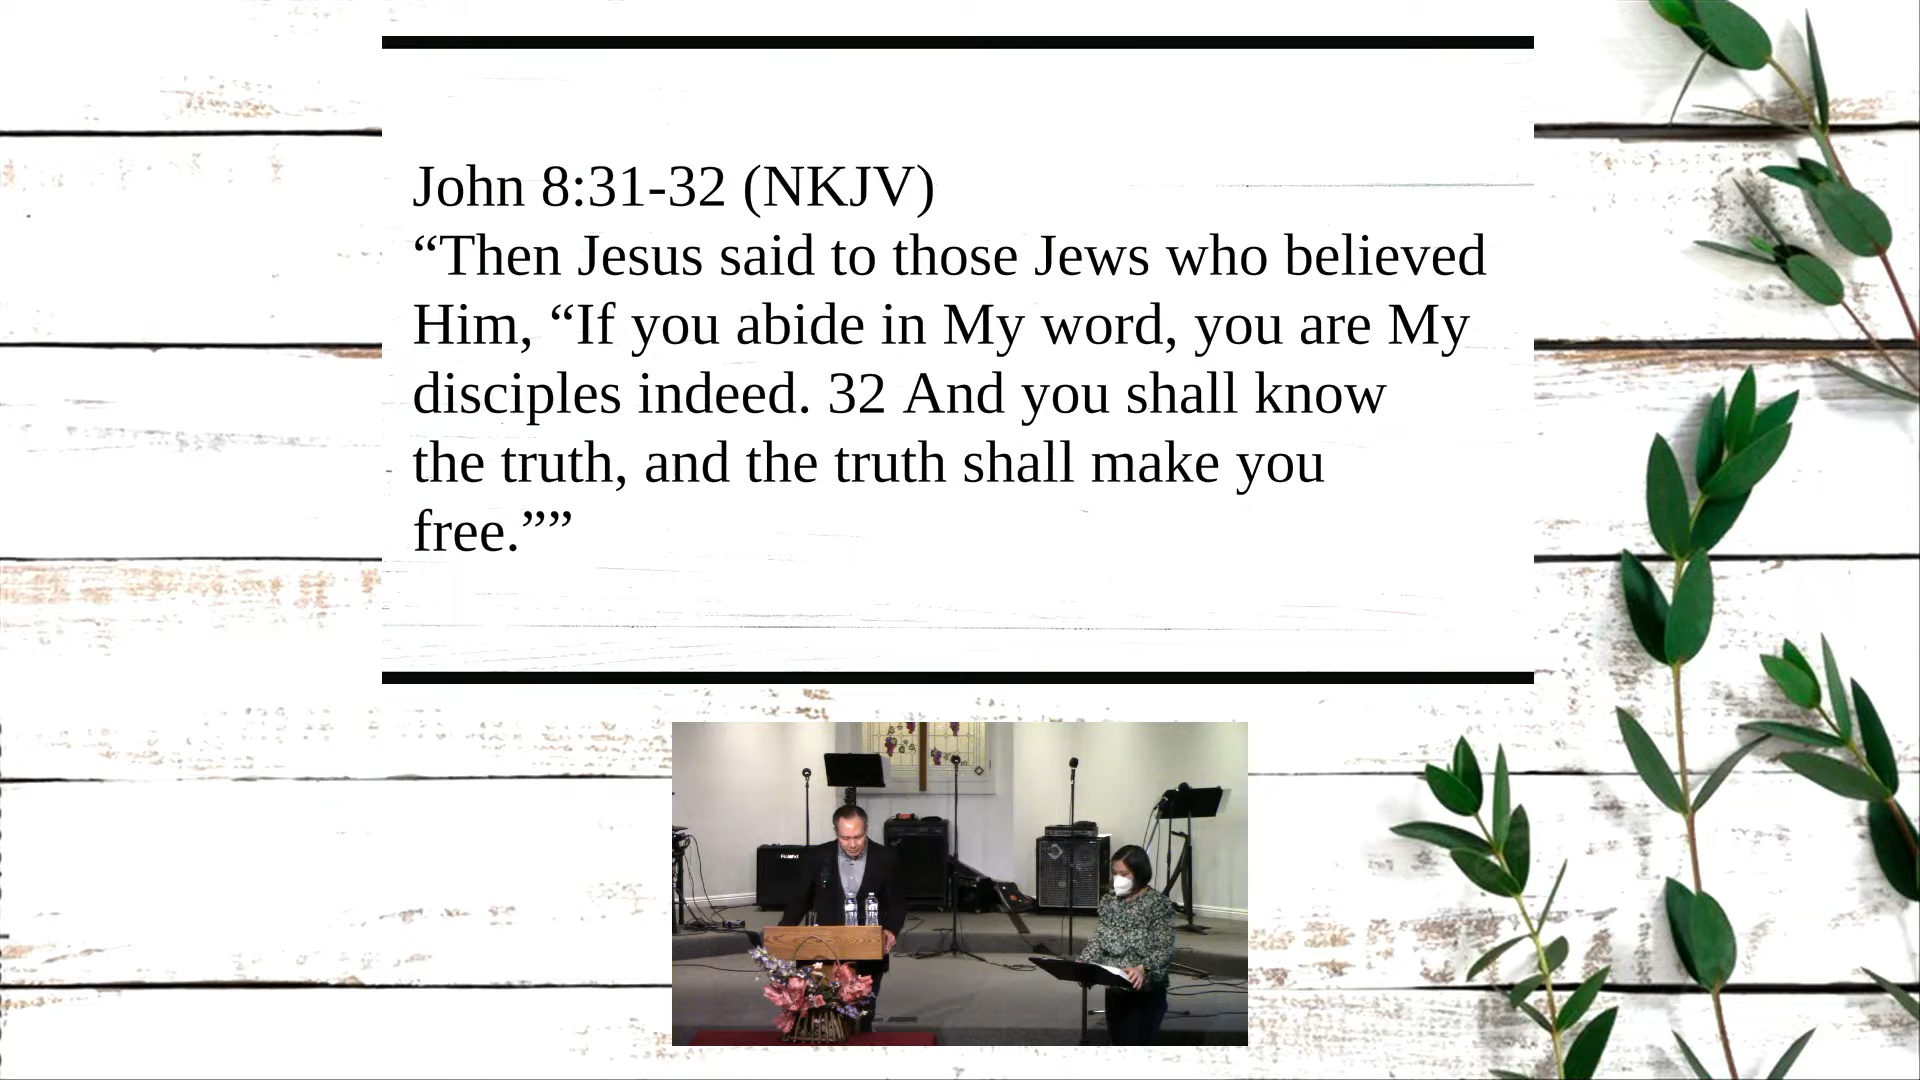 John 8:31-32 (NKJV)
“Then Jesus said to those Jews who believed
Him, “If you abide in My word, you are My
disciples indeed. 32 And you shall know
the truth, and the truth shall make you
free.””
Roland